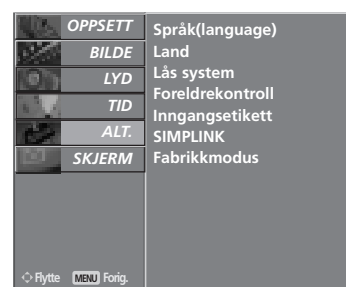 OPPSETT
BILDE
LYD
TID
ALT.
SKJERM
Språk(language)
Land
Lås system
Foreldrekontroll
Inngangsetikett
SIMPLINK
Fabrikkmodus
Flytte MENU Forig.